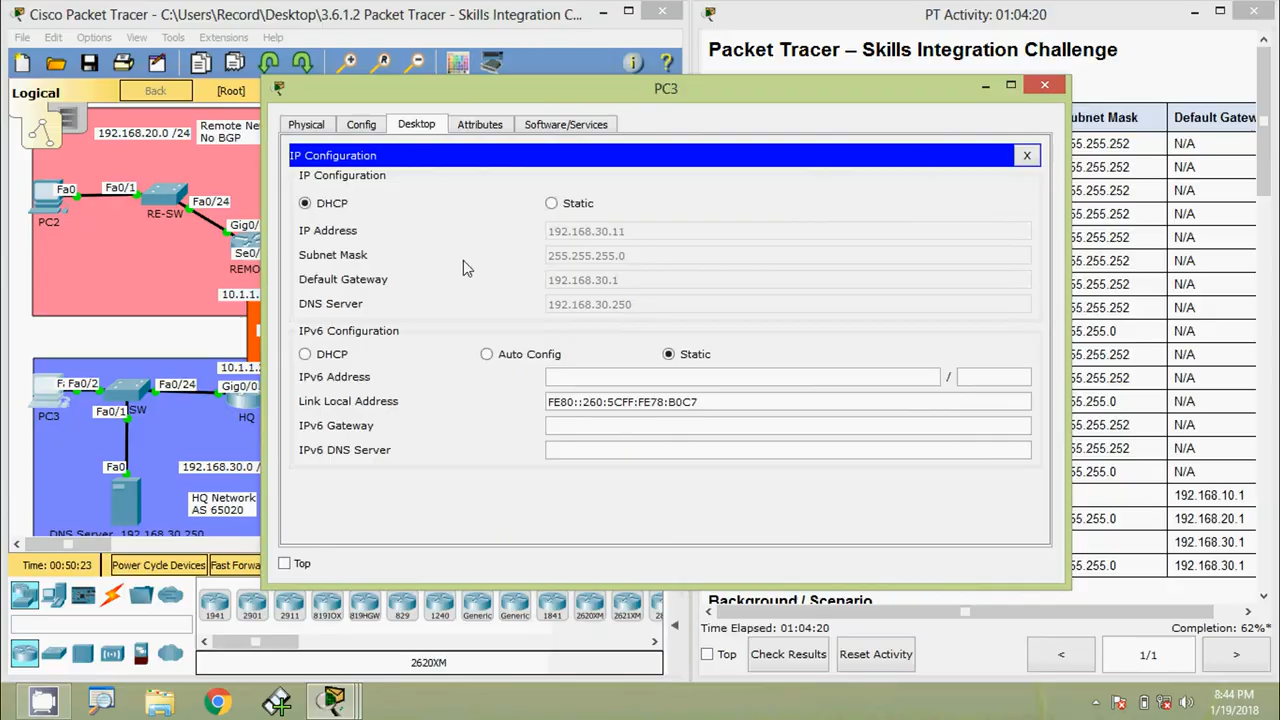 Cisco Packet Tracer - C:\Users\Record\Desktop\3.6.1.2 Packet Tracer - Skills Integration C...
File Edit Options View Tools Extensions Help
Logical Back [Root]
192.168.20.0 /24
Remote Ne
No BGP
Fa0
Fa0/1
PC2
RE-SW
Fa0/24
Gig0/
Se0/
REMO
10.1.1.
10.1.1.
F: Fa0/2
Fa0/24
Gig0/0
PC3
Fa0/1
SW
HQ
Fa0
192.168.30.0 /
HQ Network
AS 65020
DNS Server 192.168.30.250
Time: 00:50:23 Power Cycle Devices Fast Forwa
1941 2901 2911 819IOX 819HGW 829 1240 Generic Generic 1841 2620XM 2621XM
2620XM
PC3
Physical Config Desktop Attributes Software/Services
IP Configuration X
IP Configuration
DHCP Static
IP Address 192.168.30.11
Subnet Mask 255.255.255.0
Default Gateway 192.168.30.1
DNS Server 192.168.30.250
IPv6 Configuration
DHCP Auto Config Static
IPv6 Address /
Link Local Address FE80::260:5CFF:FE78:B0C7
IPv6 Gateway
IPv6 DNS Server
Top
PT Activity: 01:04:20
Packet Tracer – Skills Integration Challenge
ubnet Mask Default Gatew
55.255.252 N/A
55.255.252 N/A
55.255.252 N/A
55.255.252 N/A
55.255.252 N/A
55.255.252 N/A
55.255.252 N/A
55.255.252 N/A
55.255.0 N/A
55.255.252 N/A
55.255.252 N/A
55.255.252 N/A
55.255.252 N/A
55.255.252 N/A
55.255.0 N/A
192.168.10.1
55.255.0 192.168.20.1
192.168.30.1
55.255.0 192.168.30.1
Background / Scenario
Time Elapsed: 01:04:20 Completion: 62%*
Top Check Results Reset Activity < 1/1 >
8:44 PM
1/19/2018